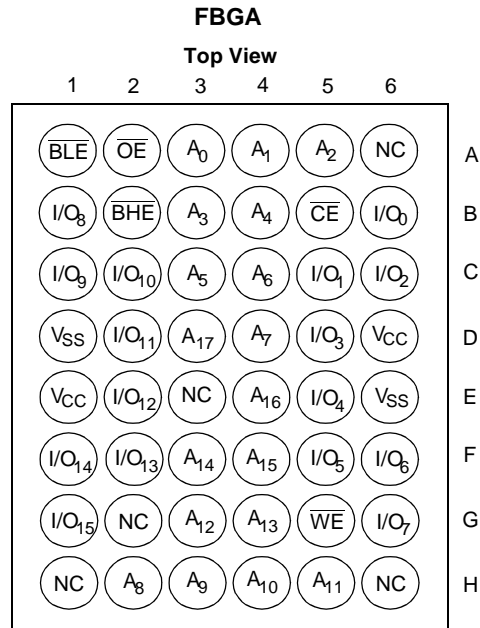 FBGA
Top View
1 2 3 4 5 6
BLE OE A0 A1 A2 NC A
I/O8 BHE A3 A4 CE I/O0 B
I/O9 I/O10 A5 A6 I/O1 I/O2 C
VSS I/O11 A17 A7 I/O3 VCC D
VCC I/O12 NC A16 I/O4 VSS E
I/O14 I/O13 A14 A15 I/O5 I/O6 F
I/O15 NC A12 A13 WE I/O7 G
NC A8 A9 A10 A11 NC H